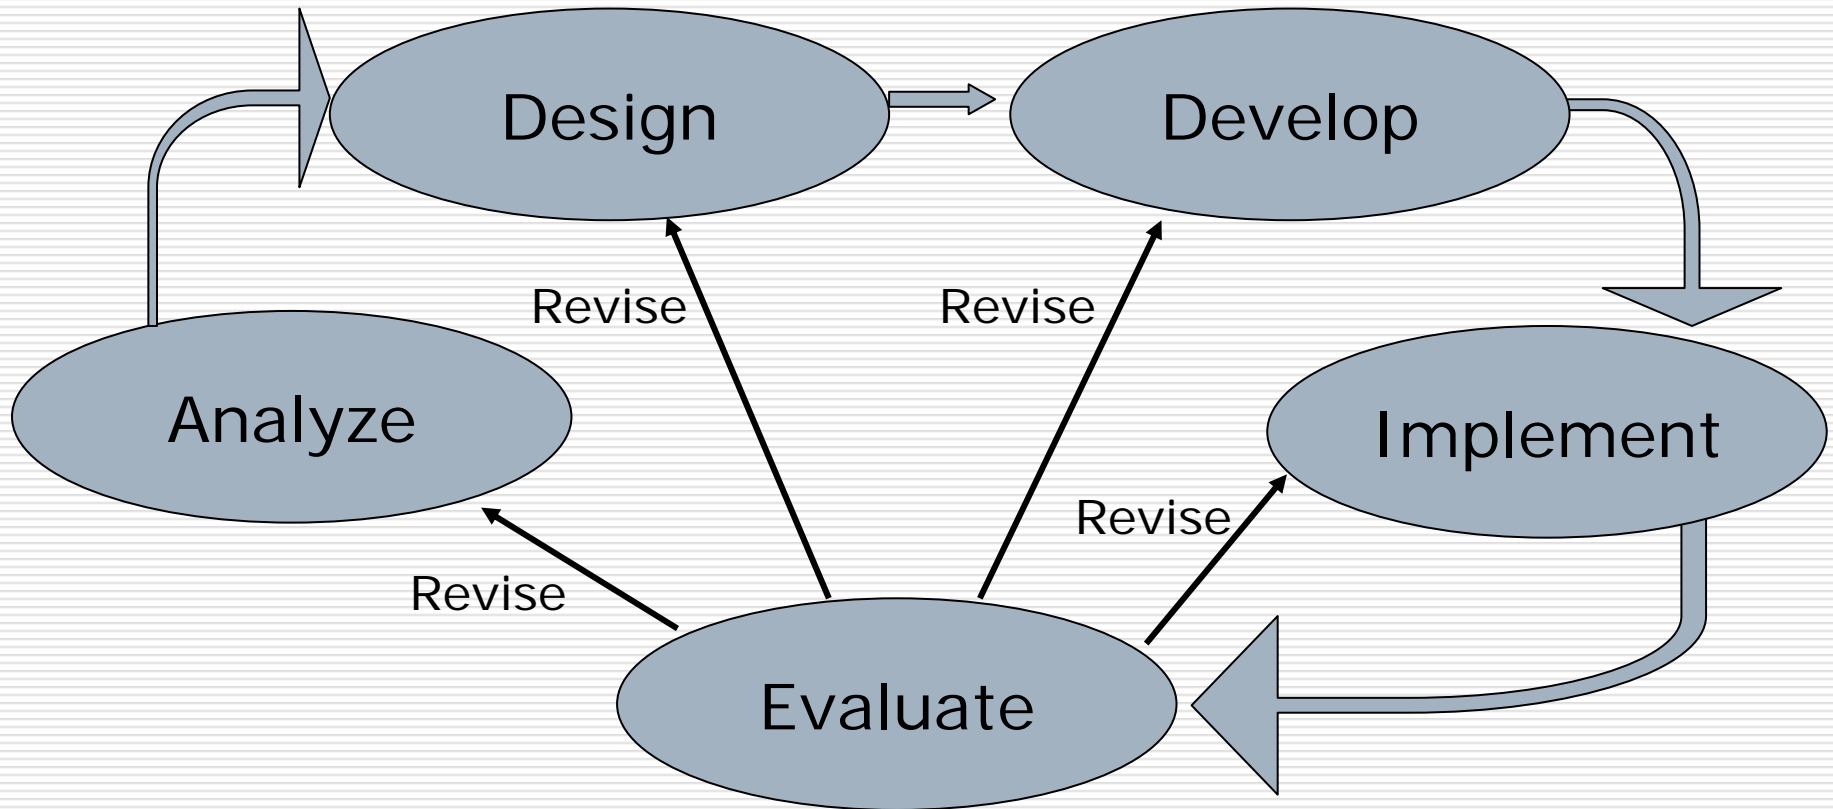 Design
Develop
Revise
Revise
Analyze
Implement
Revise
Revise
Evaluate